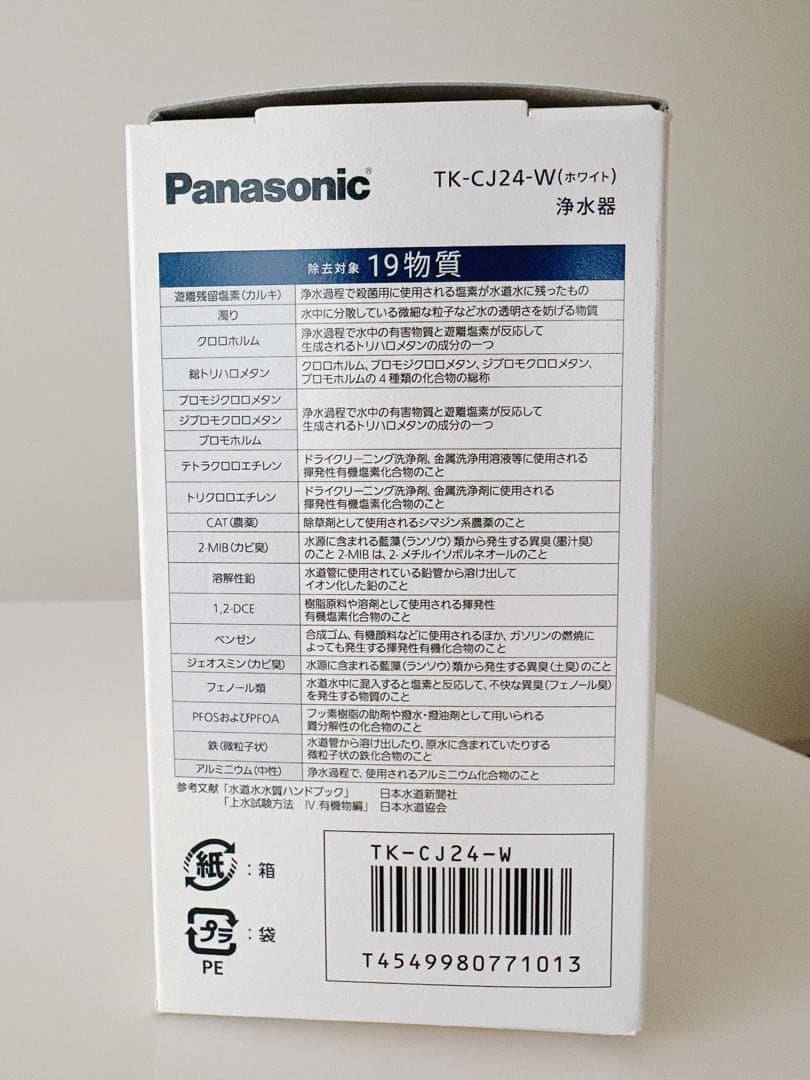 Panasonic®
TK-CJ24-W(ホワイト)
浄水器
除去対象 19物質
遊離残留塩素(カルキ) 浄水過程で殺菌用に使用される塩素が水道水に残ったもの
濁り 水中に分散している微細な粒子など水の透明さを妨げる物質
クロロホルム 浄水過程で水中の有害物質と遊離塩素が反応して
生成されるトリハロメタンの成分の一つ
総トリハロメタン クロロホルム、ブロモジクロロメタン、ジブロモクロロメタン、
ブロモホルムの4種類の化合物の総称
ブロモジクロロメタン
ジブロモクロロメタン
ブロモホルム
浄水過程で水中の有害物質と遊離塩素が反応して
生成されるトリハロメタンの成分の一つ
テトラクロロエチレン ドライクリーニング洗浄剤、金属洗浄用溶液等に使用される
揮発性有機塩素化合物のこと
トリクロロエチレン ドライクリーニング洗浄剤、金属洗浄剤に使用される
揮発性有機塩素化合物のこと
CAT(農薬) 除草剤として使用されるシマジン系農薬のこと
2-MIB(カビ臭) 水源に含まれる藍藻(ランソウ)類から発生する異臭(墨汁臭)
のこと 2-MIBは、2-メチルイソボルネオールのこと
溶解性鉛 水道管に使用されている鉛管から溶け出して
イオン化した鉛のこと
1,2-DCE 樹脂原料や溶剤として使用される揮発性
有機塩素化合物のこと
ベンゼン 合成ゴム、有機顔料などに使用されるほか、ガソリンの燃焼に
よっても発生する揮発性有機化合物のこと
ジェオスミン(カビ臭) 水源に含まれる藍藻(ランソウ)類から発生する異臭(土臭)のこと
フェノール類 水道水中に混入すると塩素と反応して、不快な異臭(フェノール臭)
を発生する物質のこと
PFOSおよびPFOA フッ素樹脂の助剤や撥水・撥油剤として用いられる
難分解性の化合物のこと
鉄(微粒子状) 水道管から溶け出したり、原水に含まれていたりする
微粒子状の鉄化合物のこと
アルミニウム(中性) 浄水過程で、使用されるアルミニウム化合物のこと
参考文献「水道水水質ハンドブック」 日本水道新聞社
「上水試験方法 Ⅳ.有機物編」 日本水道協会
紙 :箱
プラ :袋
PE
TK-CJ24-W
T4549980771013